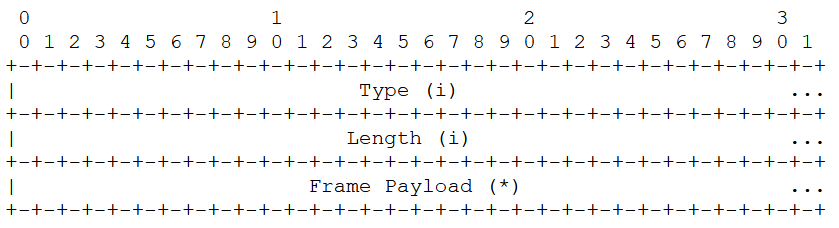 0                   1                   2                   3
 0 1 2 3 4 5 6 7 8 9 0 1 2 3 4 5 6 7 8 9 0 1 2 3 4 5 6 7 8 9 0 1
+-+-+-+-+-+-+-+-+-+-+-+-+-+-+-+-+-+-+-+-+-+-+-+-+-+-+-+-+-+-+-+-+
|                           Type (i)                          ...
+-+-+-+-+-+-+-+-+-+-+-+-+-+-+-+-+-+-+-+-+-+-+-+-+-+-+-+-+-+-+-+-+
|                          Length (i)                         ...
+-+-+-+-+-+-+-+-+-+-+-+-+-+-+-+-+-+-+-+-+-+-+-+-+-+-+-+-+-+-+-+-+
|                       Frame Payload (*)                     ...
+-+-+-+-+-+-+-+-+-+-+-+-+-+-+-+-+-+-+-+-+-+-+-+-+-+-+-+-+-+-+-+-+